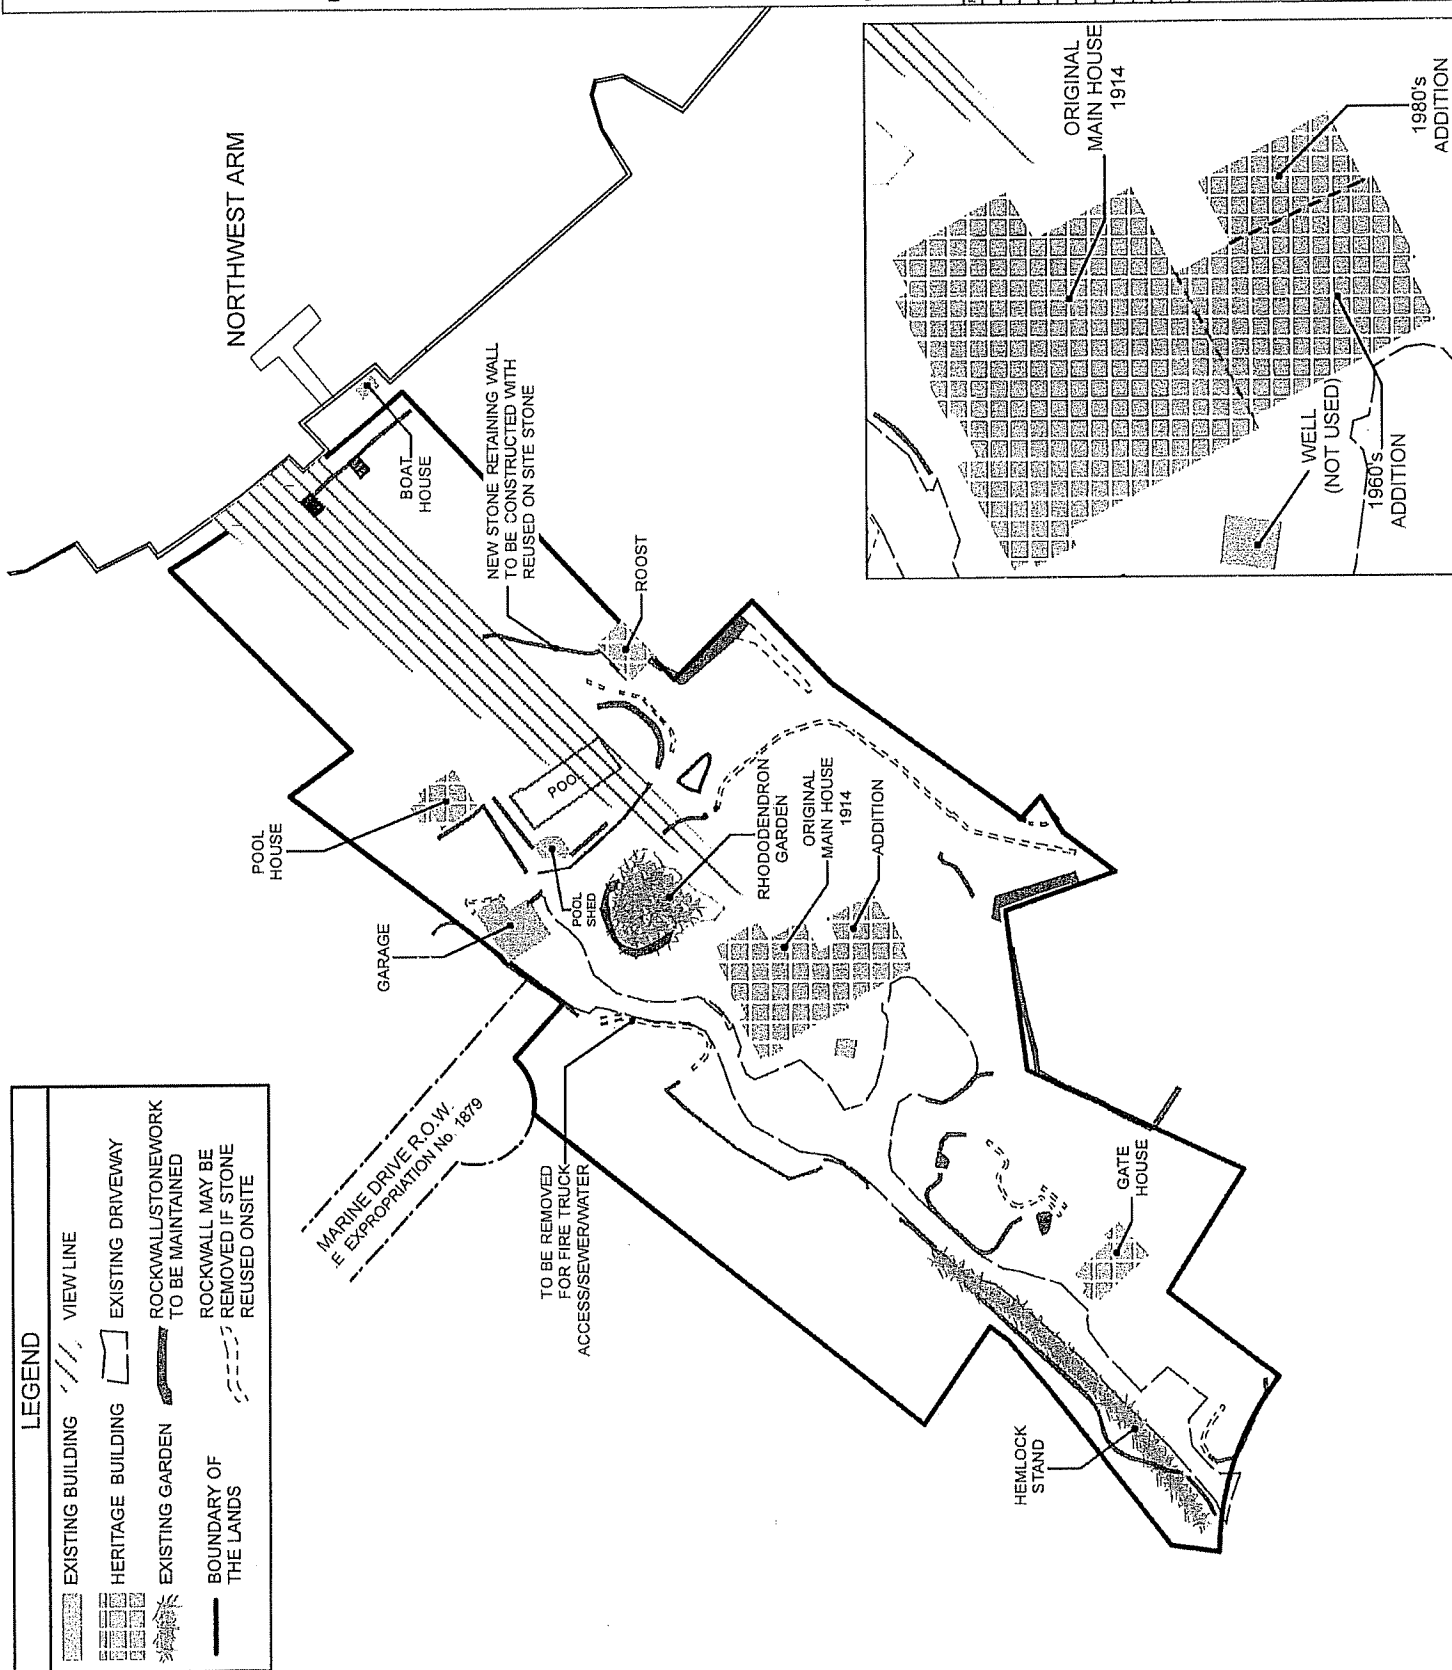 LEGEND
EXISTING BUILDING
VIEW LINE
HERITAGE BUILDING
EXISTING DRIVEWAY
EXISTING GARDEN
ROCKWALL/STONEWORK
TO BE MAINTAINED
BOUNDARY OF
THE LANDS
ROCKWALL MAY BE
REMOVED IF STONE
REUSED ONSITE
MARINE DRIVE R.O.W.
EXPROPRIATION No. 1879
TO BE REMOVED
FOR FIRE TRUCK
ACCESS/SEWER/WATER
GARAGE
POOL
HOUSE
POOL
SHED
POOL
NORTHWEST ARM
BOAT
HOUSE
NEW STONE RETAINING WALL
TO BE CONSTRUCTED WITH
REUSED ON SITE STONE
ROOST
RHODODENDRON
GARDEN
ORIGINAL
MAIN HOUSE
1914
ADDITION
GATE
HOUSE
HEMLOCK
STAND
ORIGINAL
MAIN HOUSE
1914
1980's
ADDITION
WELL
(NOT USED)
1960's
ADDITION